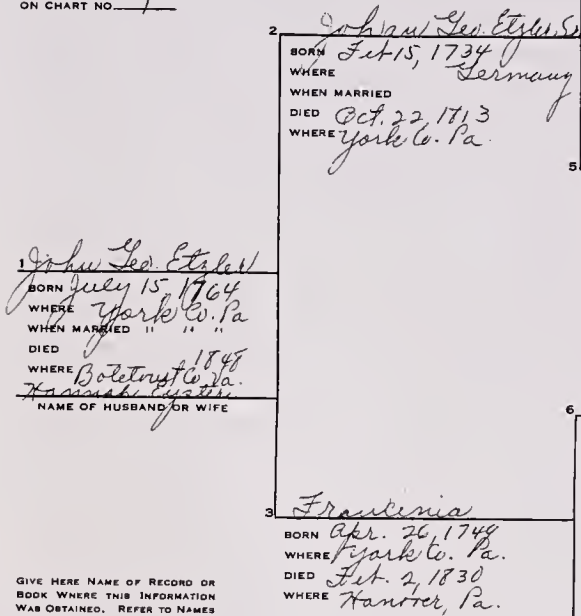 ON CHART NO. 1
2
Johan Geo. Etzler, Sr
BORN Feb 15, 1734
WHERE Germany
WHEN MARRIED
DIED Oct. 22, 1813
WHERE York Co. Pa.
5
1 John Geo. Etzler
BORN July 15, 1764
WHERE York Co. Pa
WHEN MARRIED " " "
DIED 1848
WHERE Botetourt Co Va.
Hannah
NAME OF HUSBAND OR WIFE
6
3 Francenia
BORN Apr. 26, 1749
WHERE York Co. Pa.
DIED Feb. 2, 1830
WHERE Hanover, Pa.
GIVE HERE NAME OF RECORD OR
BOOK WHERE THIS INFORMATION
WAS OBTAINED. REFER TO NAMES